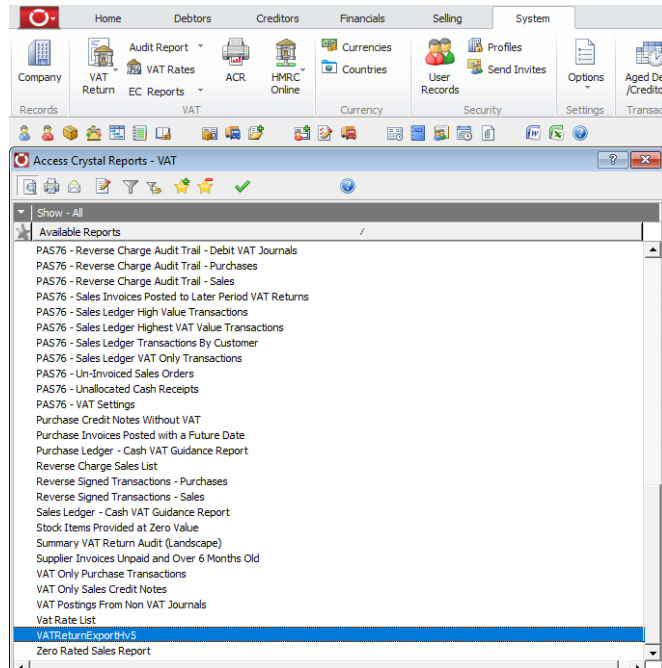 Home Debtors Creditors Financials Selling System
Audit Report Currencies Profiles
VAT Rates Countries Send Invites
Company VAT Return EC Reports ACR HMRC Online User Records Options Aged De /Credito
Records VAT Currency Security Settings Transac
Access Crystal Reports - VAT
Show - All
Available Reports /
PAS76 - Reverse Charge Audit Trail - Debit VAT Journals
PAS76 - Reverse Charge Audit Trail - Purchases
PAS76 - Reverse Charge Audit Trail - Sales
PAS76 - Sales Invoices Posted to Later Period VAT Returns
PAS76 - Sales Ledger High Value Transactions
PAS76 - Sales Ledger Highest VAT Value Transactions
PAS76 - Sales Ledger Transactions By Customer
PAS76 - Sales Ledger VAT Only Transactions
PAS76 - Un-Invoiced Sales Orders
PAS76 - Unallocated Cash Receipts
PAS76 - VAT Settings
Purchase Credit Notes Without VAT
Purchase Invoices Posted with a Future Date
Purchase Ledger - Cash VAT Guidance Report
Reverse Charge Sales List
Reverse Signed Transactions - Purchases
Reverse Signed Transactions - Sales
Sales Ledger - Cash VAT Guidance Report
Stock Items Provided at Zero Value
Summary VAT Return Audit (Landscape)
Supplier Invoices Unpaid and Over 6 Months Old
VAT Only Purchase Transactions
VAT Only Sales Credit Notes
VAT Postings From Non VAT Journals
Vat Rate List
VATReturnExportHv5
Zero Rated Sales Report